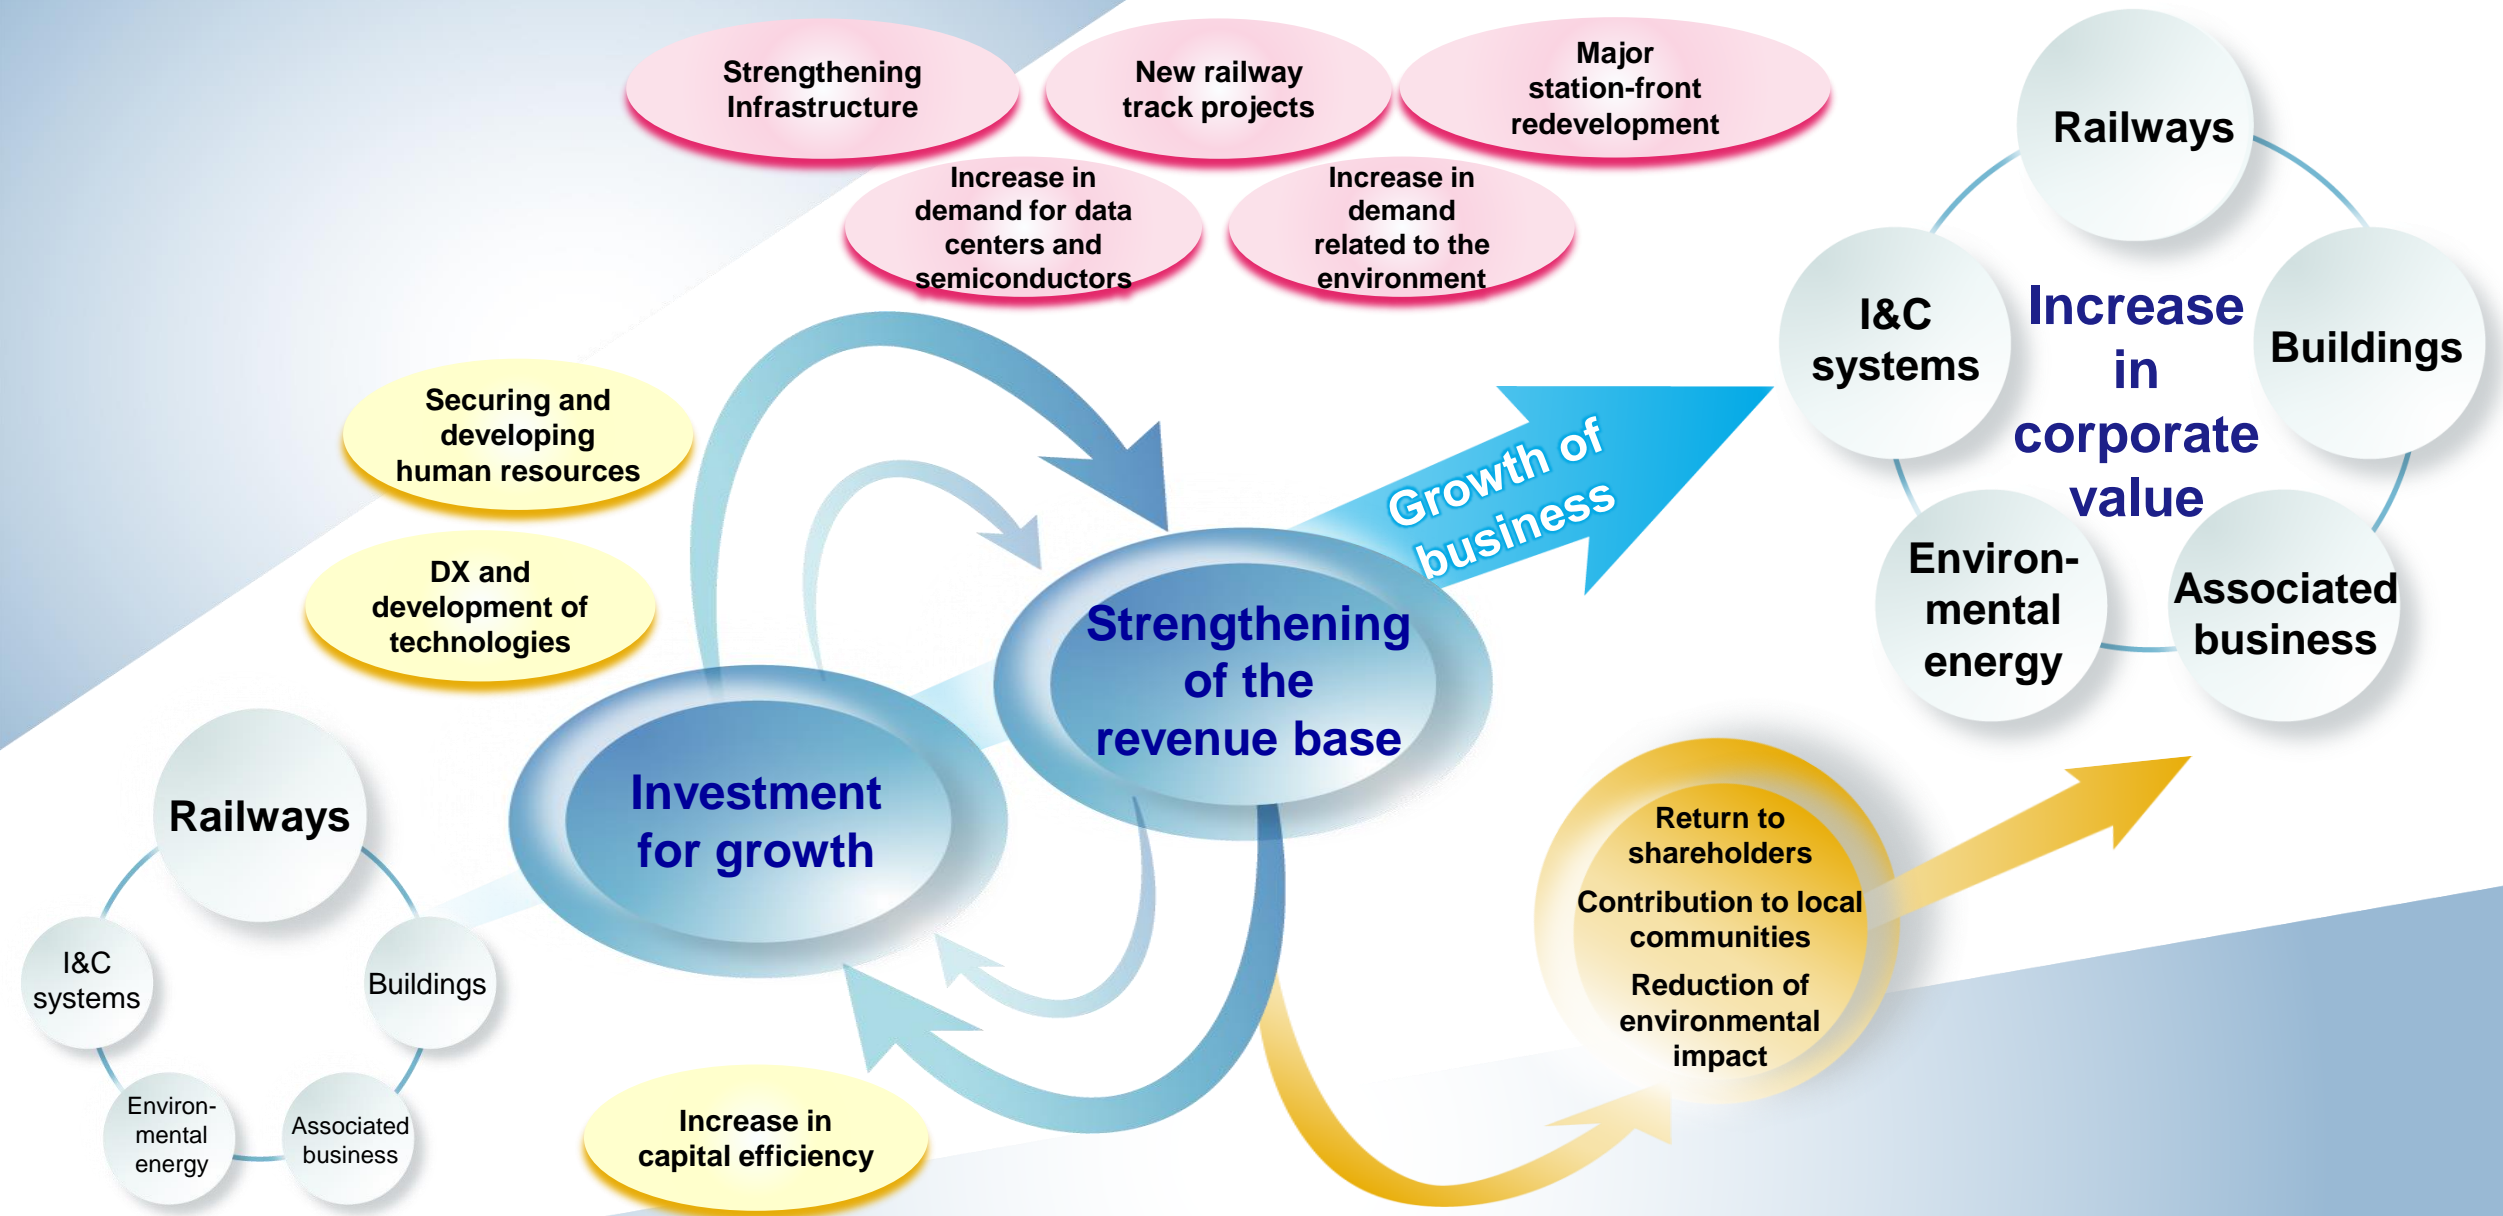 Strengthening
Infrastructure
New railway
track projects
Major
station-front
redevelopment
Increase in
demand for data
centers and
semiconductors
Increase in
demand
related to the
environment
Securing and
developing
human resources
DX and
development of
technologies
Investment
for growth
Strengthening
of the
revenue base
Growth of
business
Railways
I&C
systems
Buildings
Environ-
mental
energy
Associated
business
Increase
in
corporate
value
Railways
I&C
systems
Buildings
Environ-
mental
energy
Associated
business
Increase in
capital efficiency
Return to
shareholders
Contribution to local
communities
Reduction of
environmental
impact